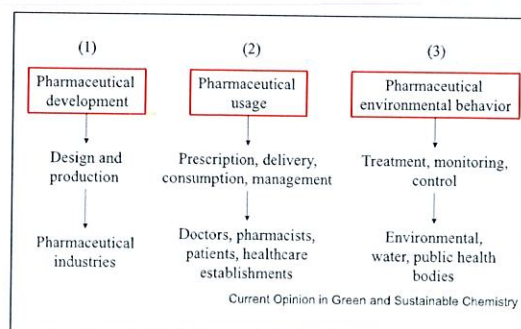 (1)
Pharmaceutical
development
Design and
production
Pharmaceutical
industries
(2)
Pharmaceutical
usage
Prescription, delivery,
consumption, management
Doctors, pharmacists,
patients, healthcare
establishments
(3)
Pharmaceutical
environmental behavior
Treatment, monitoring,
control
Environmental,
water, public health
bodies
Current Opinion in Green and Sustainable Chemistry